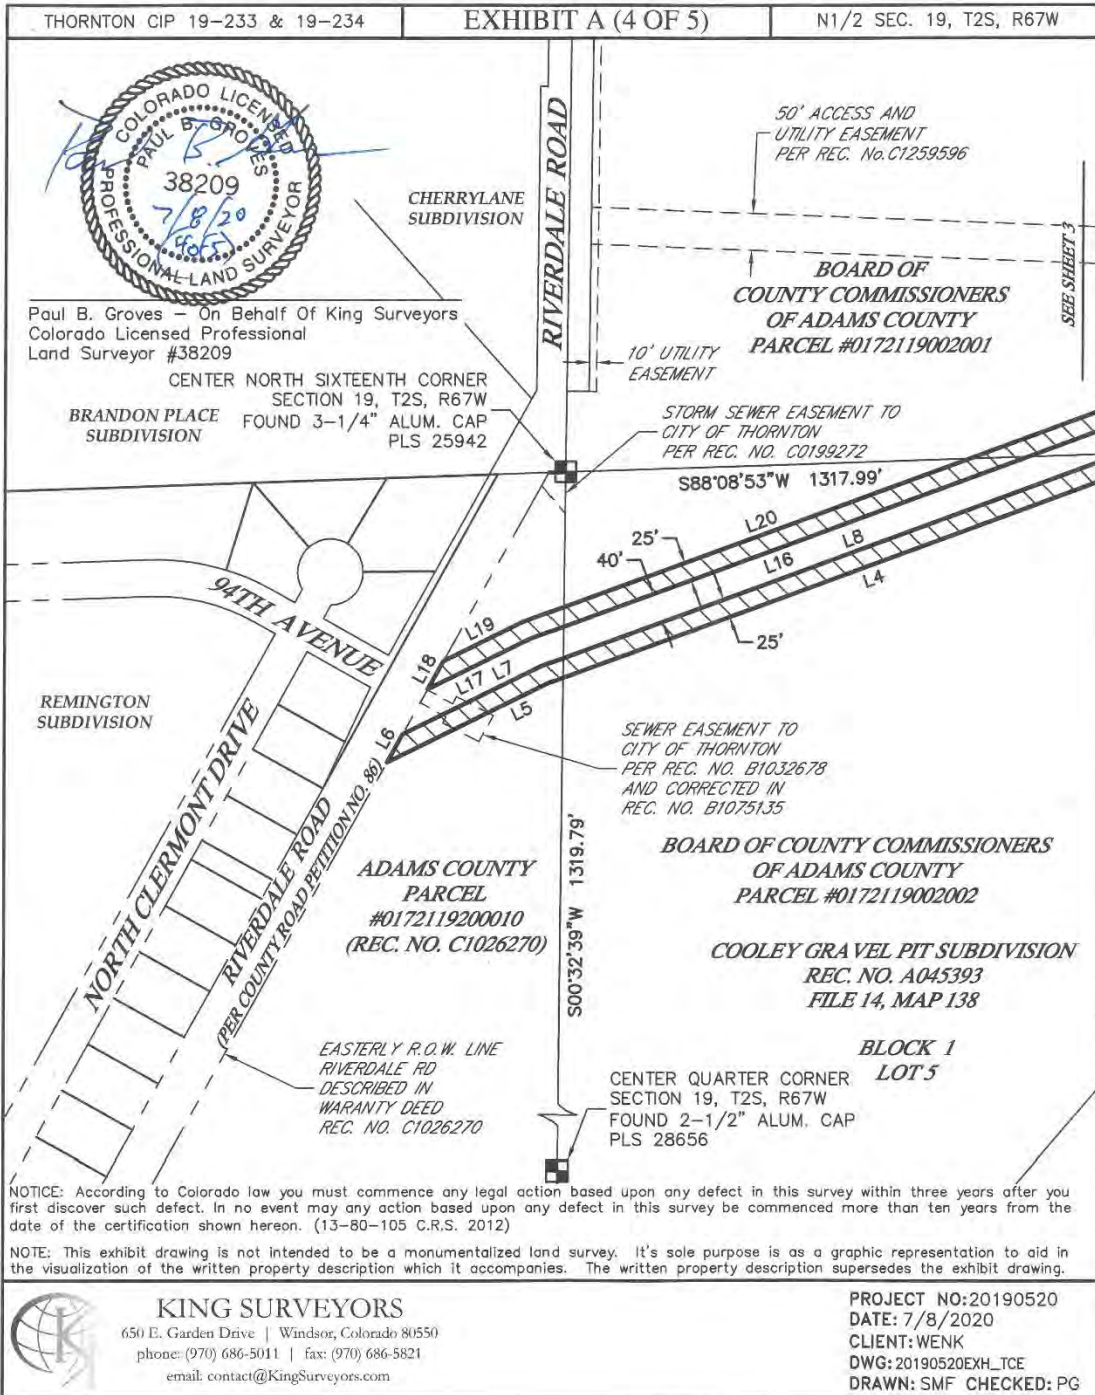 THORNTON CIP 19-233 & 19-234
EXHIBIT A (4 OF 5)
N1/2 SEC. 19, T2S, R67W
COLORADO LICENSED
PAUL B. GROVES
38209
7/8/20
4of5
PROFESSIONAL LAND SURVEYOR
Paul B. Groves – On Behalf Of King Surveyors
Colorado Licensed Professional
Land Surveyor #38209
CHERRYLANE
SUBDIVISION
RIVERDALE ROAD
50' ACCESS AND
UTILITY EASEMENT
PER REC. No.C1259596
SEE SHEET 3
BOARD OF
COUNTY COMMISSIONERS
OF ADAMS COUNTY
PARCEL #0172119002001
10' UTILITY
EASEMENT
CENTER NORTH SIXTEENTH CORNER
SECTION 19, T2S, R67W
FOUND 3-1/4" ALUM. CAP
PLS 25942
BRANDON PLACE
SUBDIVISION
STORM SEWER EASEMENT TO
CITY OF THORNTON
PER REC. NO. C0199272
S88°08'53"W 1317.99'
L20
25'
40'
L8
L16
L4
25'
L19
L18
L17 L7
L5
L6
94TH AVENUE
REMINGTON
SUBDIVISION
NORTH CLERMONT DRIVE
RIVERDALE ROAD
(PER COUNTY ROAD PETITION NO. 86)
SEWER EASEMENT TO
CITY OF THORNTON
PER REC. NO. B1032678
AND CORRECTED IN
REC. NO. B1075135
S00°32'39"W 1319.79'
ADAMS COUNTY
PARCEL
#0172119200010
(REC. NO. C1026270)
BOARD OF COUNTY COMMISSIONERS
OF ADAMS COUNTY
PARCEL #0172119002002
COOLEY GRAVEL PIT SUBDIVISION
REC. NO. A045393
FILE 14, MAP 138
BLOCK 1
LOT 5
EASTERLY R.O.W. LINE
RIVERDALE RD
DESCRIBED IN
WARANTY DEED
REC. NO. C1026270
CENTER QUARTER CORNER
SECTION 19, T2S, R67W
FOUND 2-1/2" ALUM. CAP
PLS 28656
NOTICE: According to Colorado law you must commence any legal action based upon any defect in this survey within three years after you
first discover such defect. In no event may any action based upon any defect in this survey be commenced more than ten years from the
date of the certification shown hereon. (13-80-105 C.R.S. 2012)
NOTE: This exhibit drawing is not intended to be a monumentalized land survey. It's sole purpose is as a graphic representation to aid in
the visualization of the written property description which it accompanies. The written property description supersedes the exhibit drawing.
KING SURVEYORS
650 E. Garden Drive | Windsor, Colorado 80550
phone: (970) 686-5011 | fax: (970) 686-5821
email: contact@KingSurveyors.com
PROJECT NO:20190520
DATE: 7/8/2020
CLIENT: WENK
DWG: 20190520EXH_TCE
DRAWN: SMF CHECKED: PG